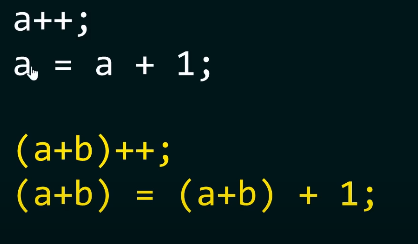 a++;
a = a + 1;
(a+b)++;
(a+b) = (a+b) + 1;